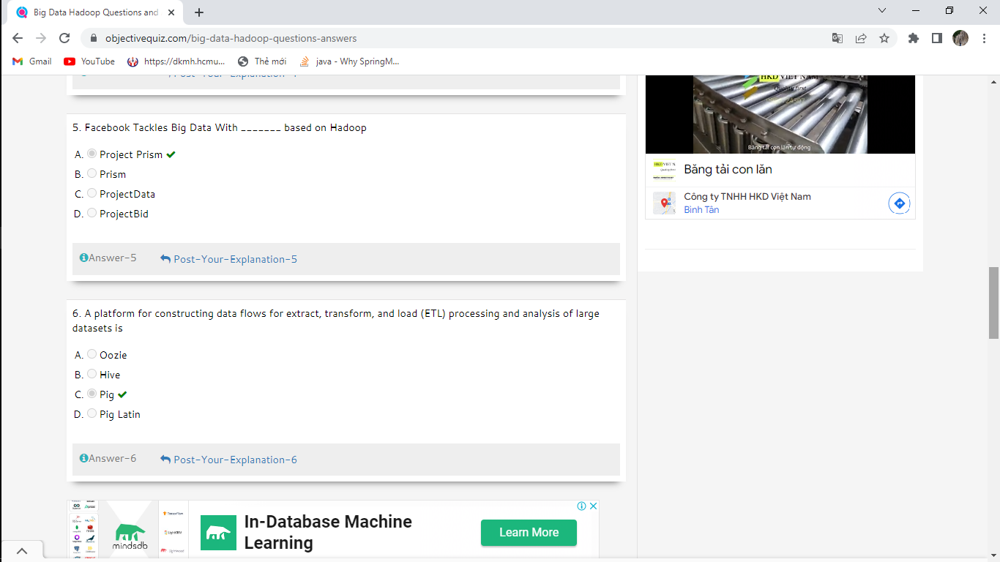 Big Data Hadoop Questions and
objectivequiz.com/big-data-hadoop-questions-answers
Gmail
YouTube
https://dkmh.hcmu...
Thẻ mới
java - Why SpringM...
5. Facebook Tackles Big Data With _______ based on Hadoop
A. Project Prism
B. Prism
C. ProjectData
D. ProjectBid
Answer-5
Post-Your-Explanation-5
6. A platform for constructing data flows for extract, transform, and load (ETL) processing and analysis of large
datasets is
A. Oozie
B. Hive
C. Pig
D. Pig Latin
Answer-6
Post-Your-Explanation-6
mindsdb
TensorFlow
LightGBM
In-Database Machine
Learning
Learn More
HKD VIET NAM
Quality first
Băng tải con lăn tự động
Băng tải con lăn
Công ty TNHH HKD Việt Nam
Bình Tân